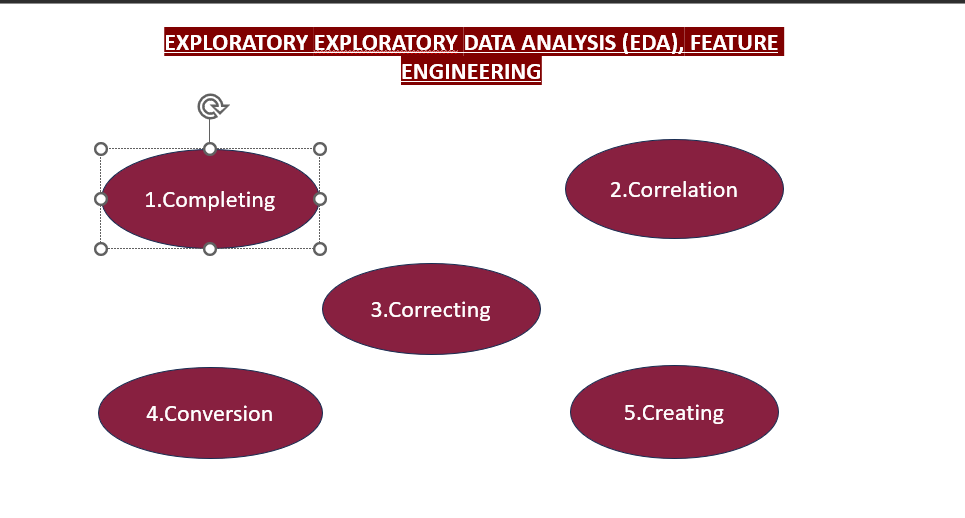 EXPLORATORY EXPLORATORY DATA ANALYSIS (EDA), FEATURE
ENGINEERING
1.Completing
2.Correlation
3.Correcting
4.Conversion
5.Creating